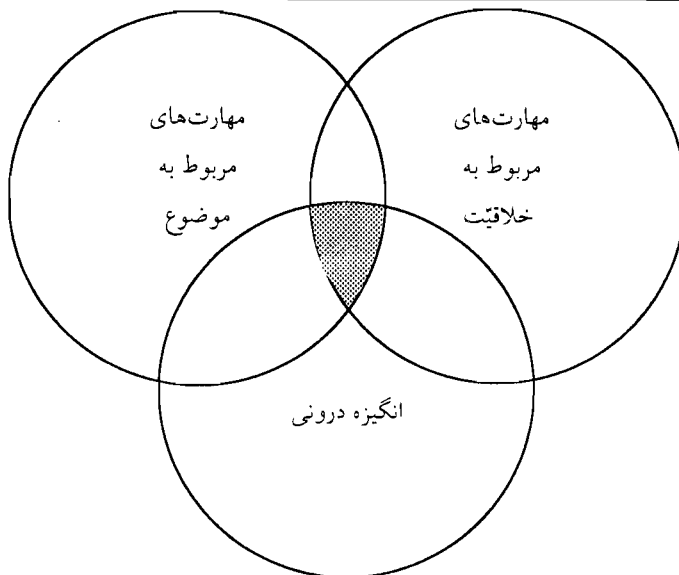 مهارت‌های
مربوط به
خلاقیّت
مهارت‌های
مربوط به
موضوع
انگیزه درونی